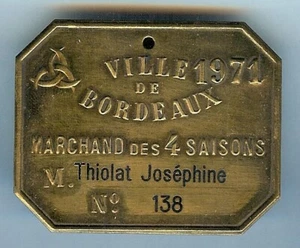 VILLE 1971
DE
BORDEAUX
MARCHAND DES 4 SAISONS
M. Thiolat Joséphine
No 138